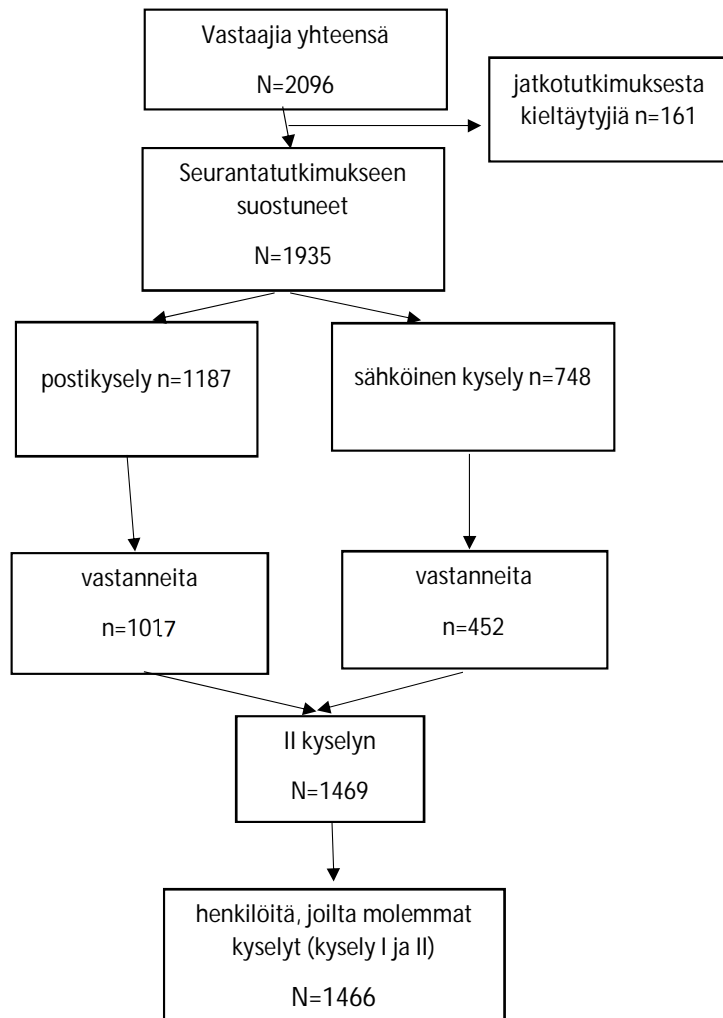 Vastaajia yhteensä
N=2096
jatkotutkimuksesta
kieltäytyjiä n=161
Seurantatutkimukseen
suostuneet
N=1935
postikysely n=1187
sähköinen kysely n=748
vastanneita
n=1017
vastanneita
n=452
II kyselyn
N=1469
henkilöitä, joilta molemmat
kyselyt (kysely I ja II)
N=1466